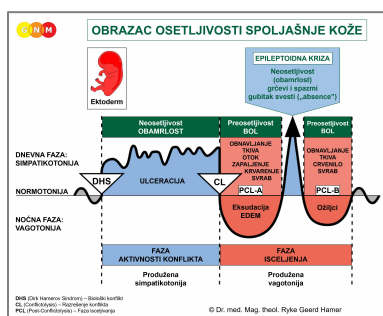 GNM
OBRAZAC OSETLJIVOSTI SPOLJAŠNJE KOŽE
Ektoderm
EPILEPTOIDNA KRIZA
Neosetljivost
(obamrlost)
grčevi i spazmi
gubitak svesti („absence”)
Neosetljivost
OBAMRLOST
Preosetljivost
BOL
Preosetljivost
BOL
DNEVNA FAZA:
SIMPATIKOTONIJA
NORMOTONIJA
NOĆNA FAZA:
VAGOTONIJA
DHS
ULCERACIJA
CL
OBNAVLJANJE
TKIVA
OTOK
ZAPALJENJE
KRVARENJE
SVRAB
PCL-A
Eksudacija
EDEM
OBNAVLJANJE
TKIVA
CRVENILO
SVRAB
PCL-B
Ožiljci
FAZA
AKTIVNOSTI KONFLIKTA
FAZA
ISCELJENJA
Produžena
simpatikotonija
Produžena
vagotonija
DHS (Dirk Hamerov Sindrom) – Biološki konflikt
CL (Conflictolysis) – Razrešenje konflikta
PCL (Post-Conflictolysis) – Faza isceljivanja
© Dr. med. Mag. theol. Ryke Geerd Hamer